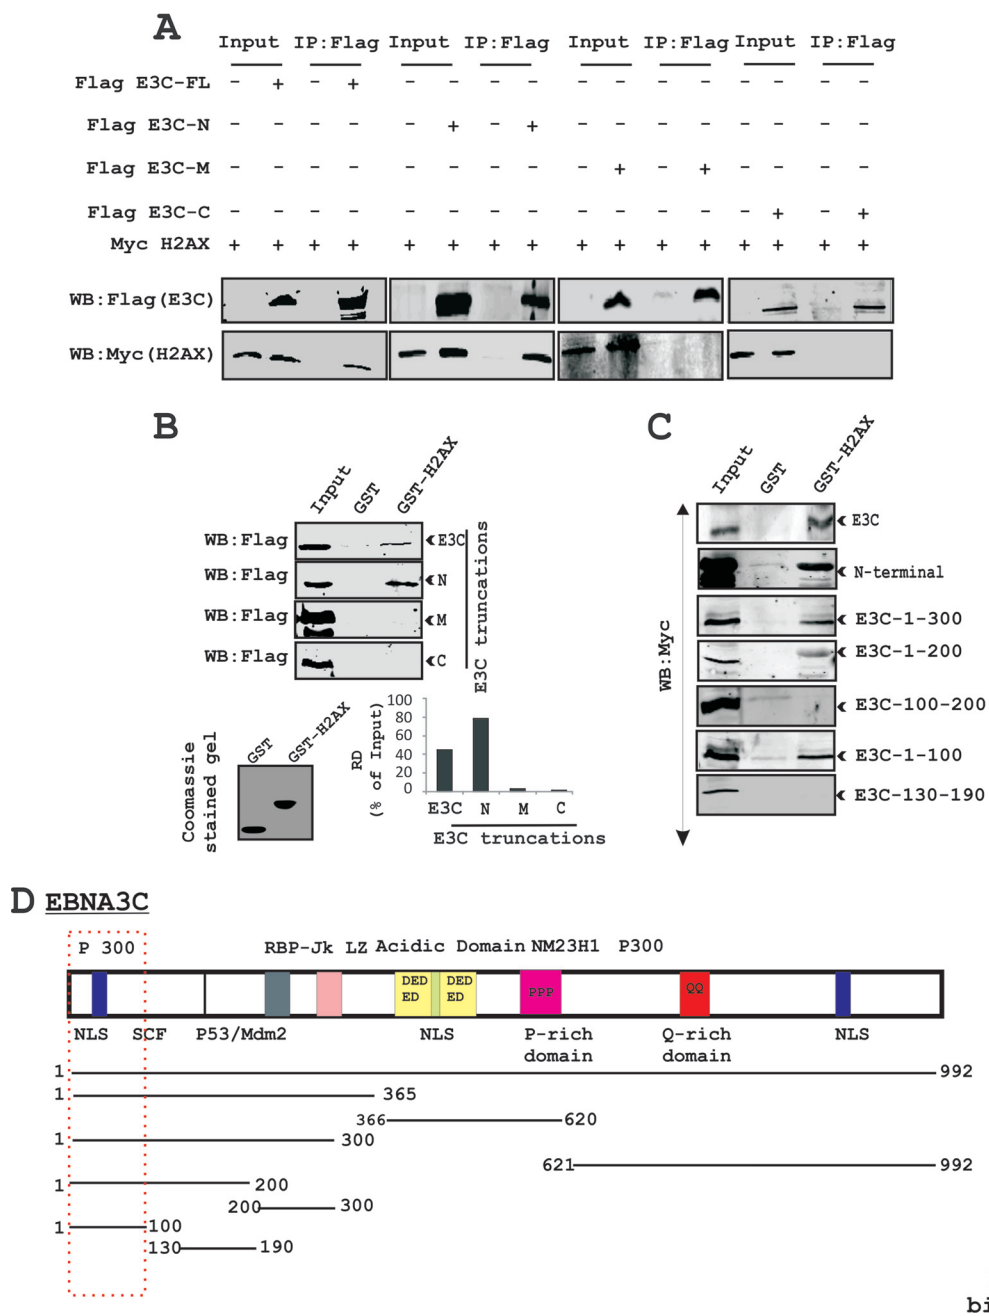 A
Input IP:Flag Input IP:Flag Input IP:Flag Input IP:Flag
Flag E3C-FL - + - + - - - - - - - - - - - -
Flag E3C-N - - - - - + - + - - - - - - - -
Flag E3C-M - - - - - - - - - + - + - - - -
Flag E3C-C - - - - - - - - - - - - - + - +
Myc H2AX + + + + + + + + + + + + + + + +
WB:Flag(E3C)
WB:Myc(H2AX)
B
Input GST GST-H2AX
WB:Flag E3C
WB:Flag N
WB:Flag M
WB:Flag C
E3C truncations
Coomassie
stained gel
GST GST-H2AX
RD
(% of Input)
100
80
60
40
20
0
E3C N M C
E3C truncations
C
Input GST GST-H2AX
WB:Myc
E3C
N-terminal
E3C-1-300
E3C-1-200
E3C-100-200
E3C-1-100
E3C-130-190
D EBNA3C
P 300 RBP-Jk LZ Acidic Domain NM23H1 P300
DED DED
ED ED
PPP
QQ
NLS SCF P53/Mdm2 NLS P-rich Q-rich NLS
domain domain
1 992
1 365
366 620
1 300
621 992
1 200
200 300
1 100
130 190
bi